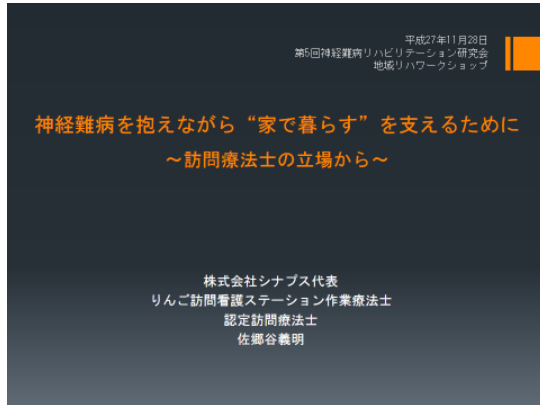 平成27年11月28日
第5回神経難病リハビリテーション研究会
地域リハワークショップ
神経難病を抱えながら“家で暮らす”を支えるために
～訪問療法士の立場から～
株式会社シナプス代表
りんご訪問看護ステーション作業療法士
認定訪問療法士
佐郷谷義明